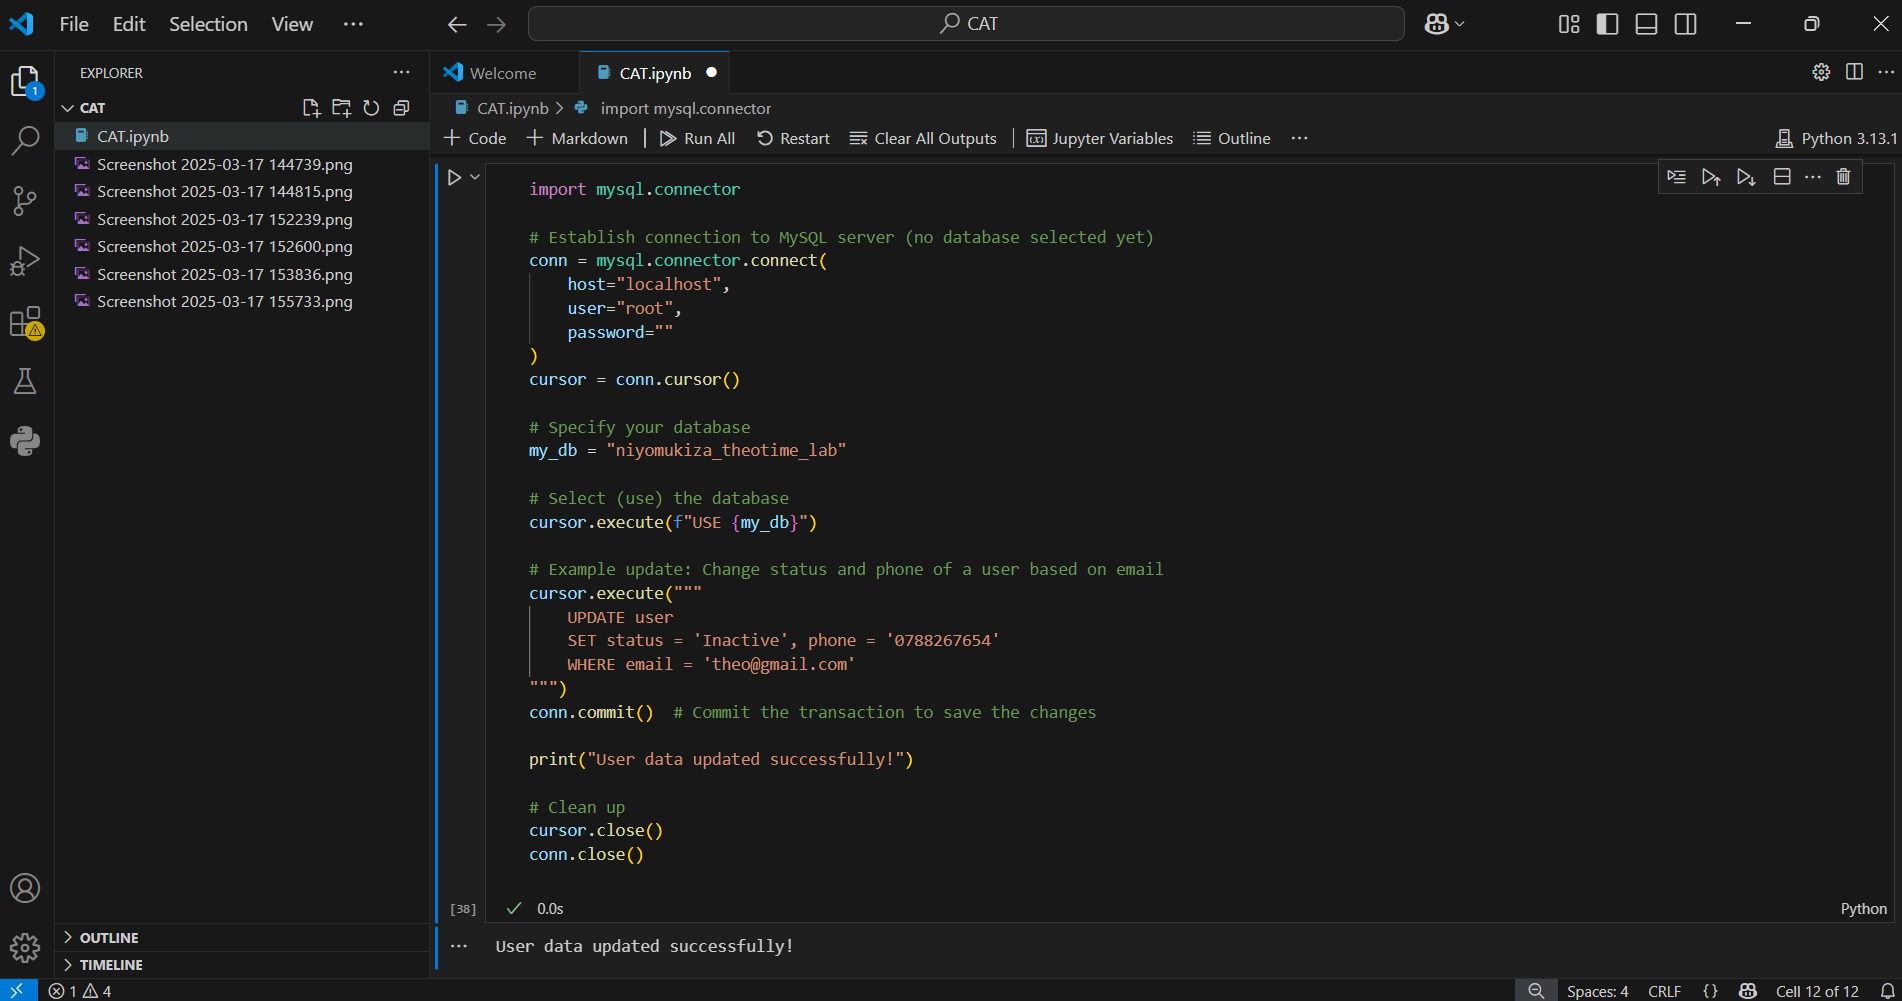 File Edit Selection View ··· CAT
EXPLORER ···
CAT
CAT.ipynb
Screenshot 2025-03-17 144739.png
Screenshot 2025-03-17 144815.png
Screenshot 2025-03-17 152239.png
Screenshot 2025-03-17 152600.png
Screenshot 2025-03-17 153836.png
Screenshot 2025-03-17 155733.png
OUTLINE
TIMELINE
1
Welcome CAT.ipynb
CAT.ipynb > import mysql.connector
+ Code + Markdown | Run All Restart Clear All Outputs | Jupyter Variables Outline ··· Python 3.13.1
import mysql.connector
# Establish connection to MySQL server (no database selected yet)
conn = mysql.connector.connect(
    host="localhost",
    user="root",
    password=""
)
cursor = conn.cursor()
# Specify your database
my_db = "niyomukiza_theotime_lab"
# Select (use) the database
cursor.execute(f"USE {my_db}")
# Example update: Change status and phone of a user based on email
cursor.execute("""
    UPDATE user
    SET status = 'Inactive', phone = '0788267654'
    WHERE email = 'theo@gmail.com'
""")
conn.commit()  # Commit the transaction to save the changes
print("User data updated successfully!")
# Clean up
cursor.close()
conn.close()
[38] ✓ 0.0s Python
··· User data updated successfully!
1 4 Spaces: 4 CRLF {} Cell 12 of 12